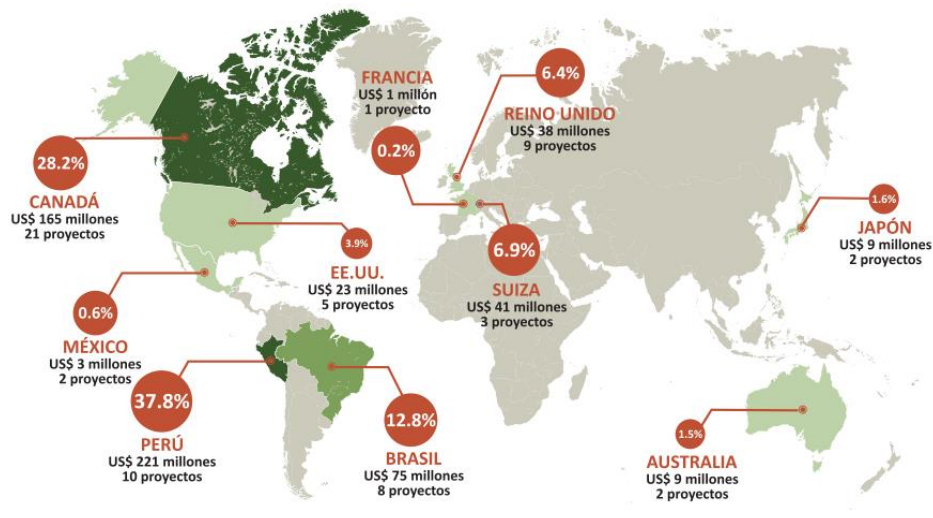 FRANCIA
US$ 1 millón
1 proyecto
0.2%
6.4%
REINO UNIDO
US$ 38 millones
9 proyectos
28.2%
CANADÁ
US$ 165 millones
21 proyectos
1.6%
JAPÓN
US$ 9 millones
2 proyectos
3.9%
EE.UU.
US$ 23 millones
5 proyectos
6.9%
SUIZA
US$ 41 millones
3 proyectos
0.6%
MÉXICO
US$ 3 millones
2 proyectos
37.8%
PERÚ
US$ 221 millones
10 proyectos
12.8%
BRASIL
US$ 75 millones
8 proyectos
1.5%
AUSTRALIA
US$ 9 millones
2 proyectos